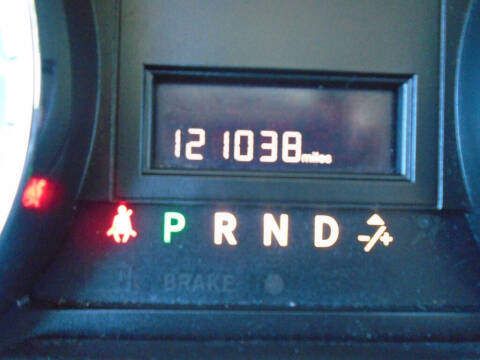 121038 miles
P R N D -/+
BRAKE